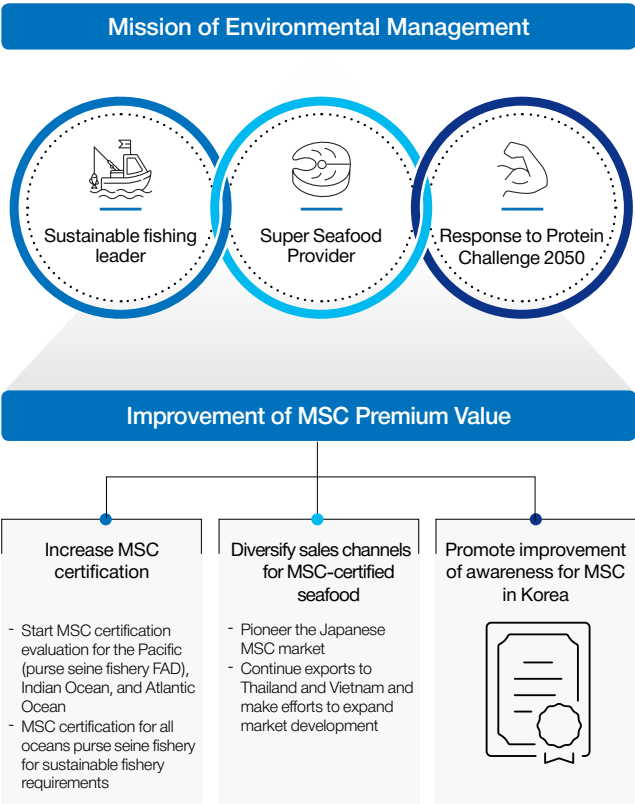 Mission of Environmental Management
Sustainable fishing
leader
Super Seafood
Provider
Response to Protein
Challenge 2050
Improvement of MSC Premium Value
Increase MSC
certification
- Start MSC certification
evaluation for the Pacific
(purse seine fishery FAD),
Indian Ocean, and Atlantic
Ocean
- MSC certification for all
oceans purse seine fishery
for sustainable fishery
requirements
Diversify sales channels
for MSC-certified
seafood
- Pioneer the Japanese
MSC market
- Continue exports to
Thailand and Vietnam and
make efforts to expand
market development
Promote improvement
of awareness for MSC
in Korea